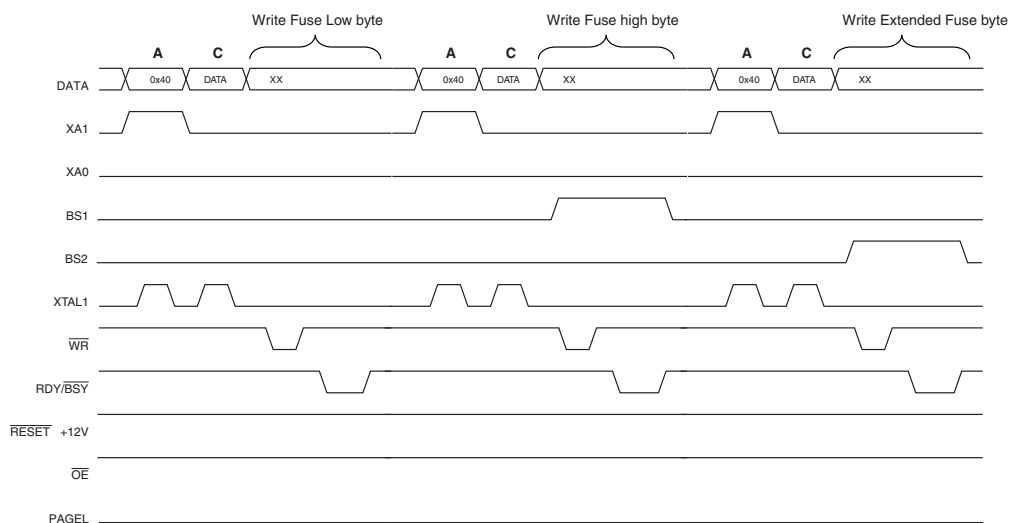 Write Fuse Low byte Write Fuse high byte Write Extended Fuse byte
A C A C A C
DATA 0x40 DATA XX 0x40 DATA XX 0x40 DATA XX
XA1
XA0
BS1
BS2
XTAL1
WR
RDY/BSY
RESET +12V
OE
PAGEL